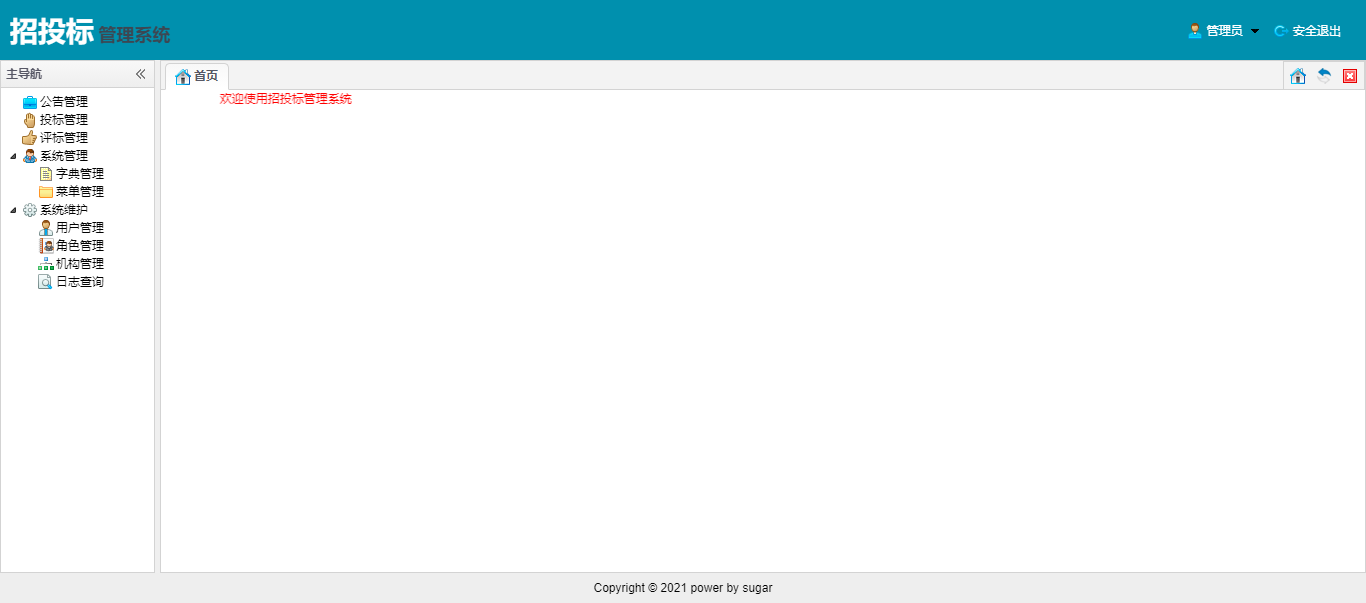 招投标 管理系统
管理员 安全退出
主导航
首页
公告管理
投标管理
评标管理
系统管理
字典管理
菜单管理
系统维护
用户管理
角色管理
机构管理
日志查询
欢迎使用招投标管理系统
Copyright © 2021 power by sugar